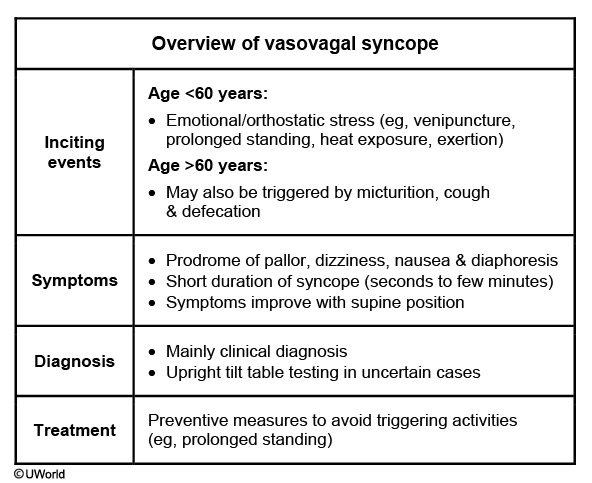 Overview of vasovagal syncope
Inciting
events
Age <60 years:
• Emotional/orthostatic stress (eg, venipuncture,
prolonged standing, heat exposure, exertion)
Age >60 years:
• May also be triggered by micturition, cough
& defecation
Symptoms
• Prodrome of pallor, dizziness, nausea & diaphoresis
• Short duration of syncope (seconds to few minutes)
• Symptoms improve with supine position
Diagnosis
• Mainly clinical diagnosis
• Upright tilt table testing in uncertain cases
Treatment
Preventive measures to avoid triggering activities
(eg, prolonged standing)
©UWorld